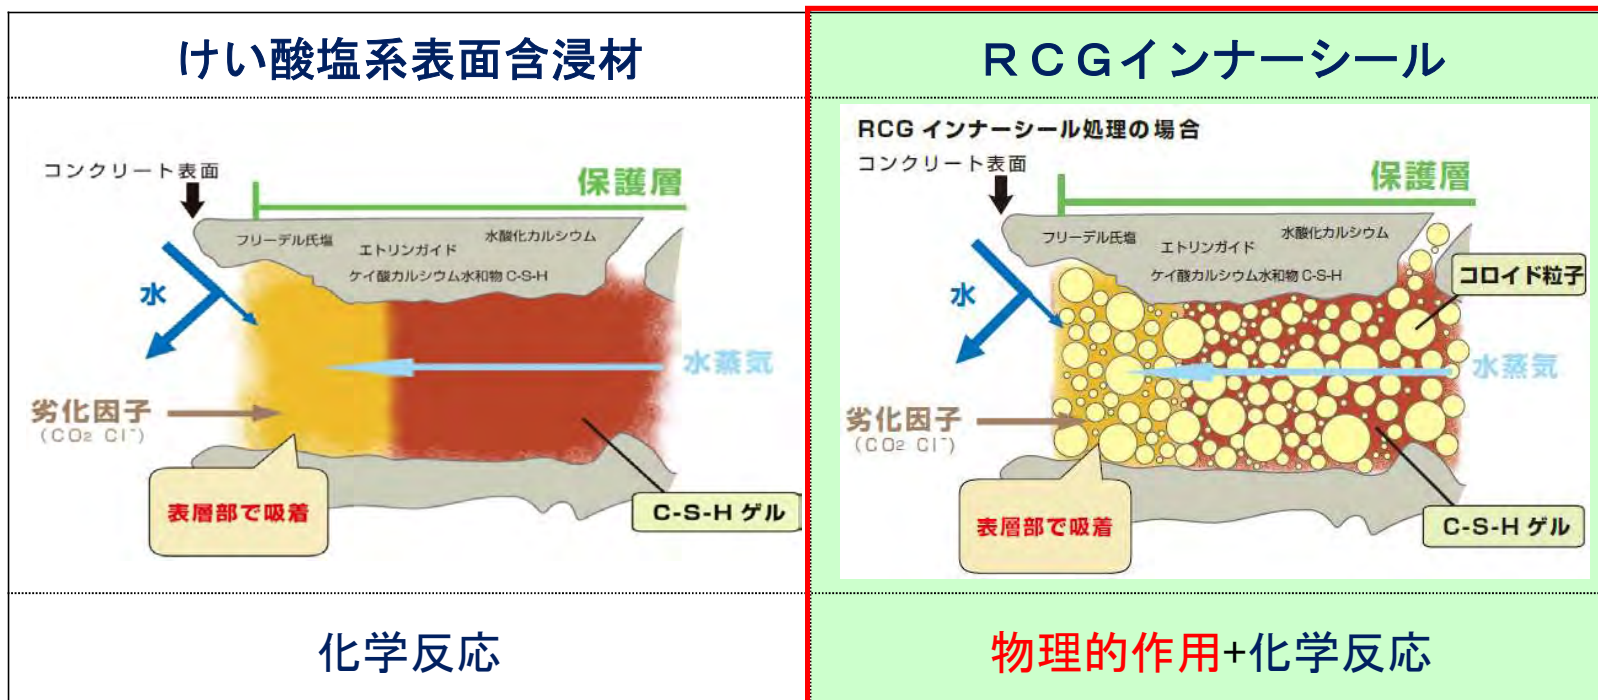 けい酸塩系表面含浸材
コンクリート表面
保護層
フリーデル氏塩
エトリンガイド
水酸化カルシウム
ケイ酸カルシウム水和物 C-S-H
水
水蒸気
劣化因子
(CO2 Cl⁻)
表層部で吸着
C-S-H ゲル
化学反応
RCGインナーシール
RCG インナーシール処理の場合
コンクリート表面
保護層
フリーデル氏塩
エトリンガイド
水酸化カルシウム
ケイ酸カルシウム水和物 C-S-H
コロイド粒子
水
水蒸気
劣化因子
(CO2 Cl⁻)
表層部で吸着
C-S-H ゲル
物理的作用+化学反応